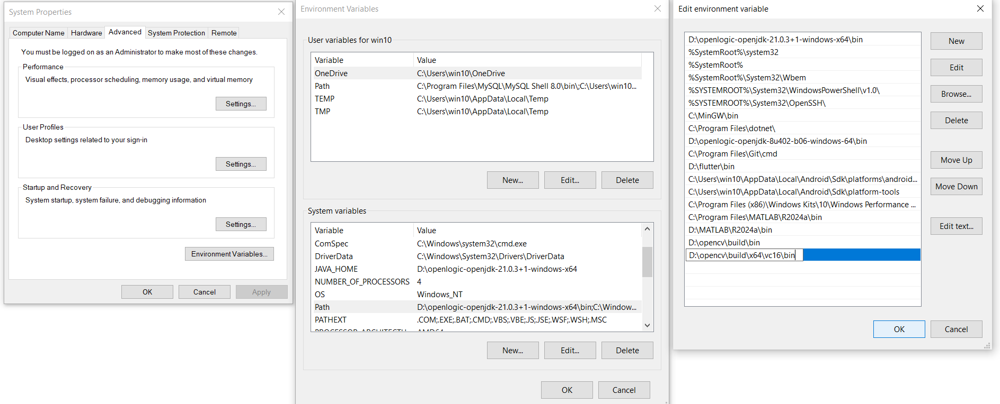 System Properties
Computer Name Hardware Advanced System Protection Remote
You must be logged on as an Administrator to make most of these changes.
Performance
Visual effects, processor scheduling, memory usage, and virtual memory
Settings...
User Profiles
Desktop settings related to your sign-in
Settings...
Startup and Recovery
System startup, system failure, and debugging information
Settings...
Environment Variables...
OK Cancel Apply
Environment Variables
User variables for win10
Variable Value
OneDrive C:\Users\win10\OneDrive
Path C:\Program Files\MySQL\MySQL Shell 8.0\bin\;C:\Users\win10...
TEMP C:\Users\win10\AppData\Local\Temp
TMP C:\Users\win10\AppData\Local\Temp
New... Edit... Delete
System variables
Variable Value
ComSpec C:\Windows\system32\cmd.exe
DriverData C:\Windows\System32\Drivers\DriverData
JAVA_HOME D:\openlogic-openjdk-21.0.3+1-windows-x64
NUMBER_OF_PROCESSORS 4
OS Windows_NT
Path D:\openlogic-openjdk-21.0.3+1-windows-x64\bin;C:\Window...
PATHEXT .COM;.EXE;.BAT;.CMD;.VBS;.VBE;.JS;.JSE;.WSF;.WSH;.MSC
PROCESSOR_ARCHITECTU AMD64
New... Edit... Delete
OK Cancel
Edit environment variable
D:\openlogic-openjdk-21.0.3+1-windows-x64\bin
%SystemRoot%\system32
%SystemRoot%
%SystemRoot%\System32\Wbem
%SYSTEMROOT%\System32\WindowsPowerShell\v1.0\
%SYSTEMROOT%\System32\OpenSSH\
C:\MinGW\bin
C:\Program Files\dotnet\
D:\openlogic-openjdk-8u402-b06-windows-64\bin
C:\Program Files\Git\cmd
D:\flutter\bin
C:\Users\win10\AppData\Local\Android\Sdk\platforms\android...
C:\Users\win10\AppData\Local\Android\Sdk\platform-tools
C:\Program Files (x86)\Windows Kits\10\Windows Performance ...
C:\Program Files\MATLAB\R2024a\bin
D:\MATLAB\R2024a\bin
D:\opencv\build\bin
D:\opencv\build\x64\vc16\bin
New
Edit
Browse...
Delete
Move Up
Move Down
Edit text...
OK Cancel